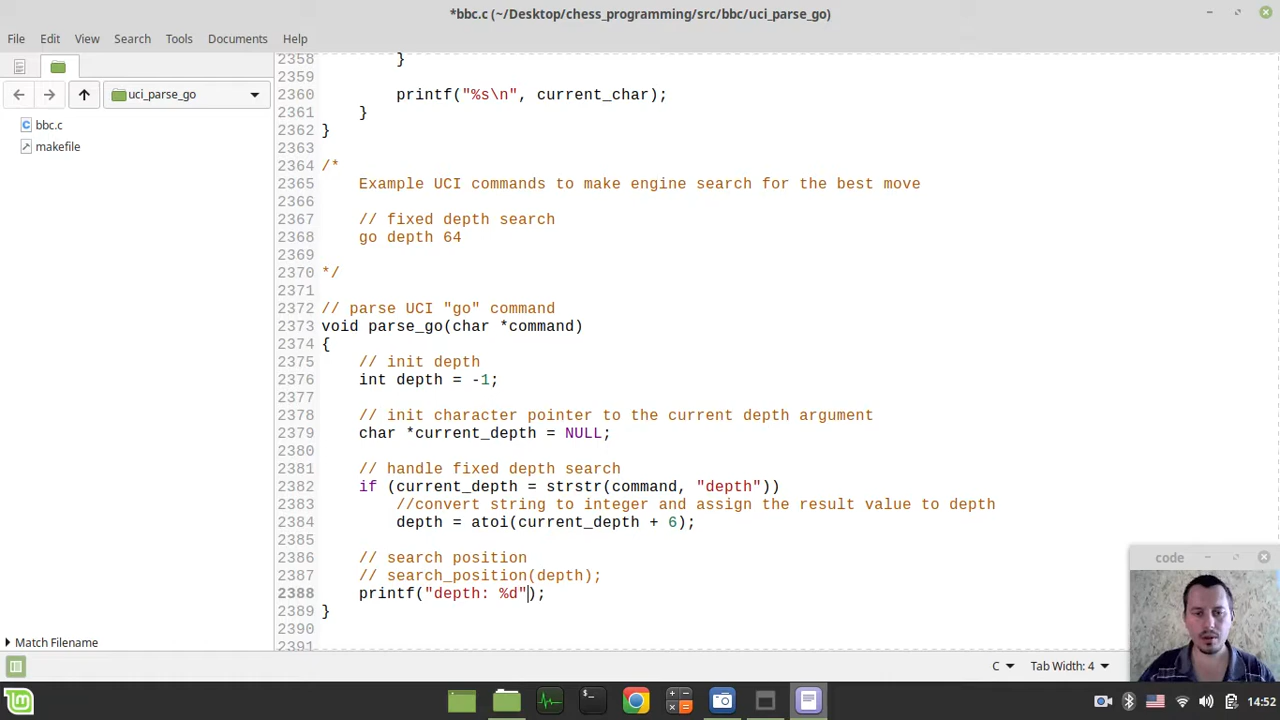 *bbc.c (~/Desktop/chess_programming/src/bbc/uci_parse_go)
File Edit View Search Tools Documents Help
uci_parse_go
bbc.c
makefile
2358 }
2359
2360 printf("%s\n", current_char);
2361 }
2362 }
2363
2364 /*
2365 Example UCI commands to make engine search for the best move
2366
2367 // fixed depth search
2368 go depth 64
2369
2370 */
2371
2372 // parse UCI "go" command
2373 void parse_go(char *command)
2374 {
2375 // init depth
2376 int depth = -1;
2377
2378 // init character pointer to the current depth argument
2379 char *current_depth = NULL;
2380
2381 // handle fixed depth search
2382 if (current_depth = strstr(command, "depth"))
2383 //convert string to integer and assign the result value to depth
2384 depth = atoi(current_depth + 6);
2385
2386 // search position
2387 // search_position(depth);
2388 printf("depth: %d");
2389 }
2390
2391
code
Match Filename
C Tab Width: 4
14:52